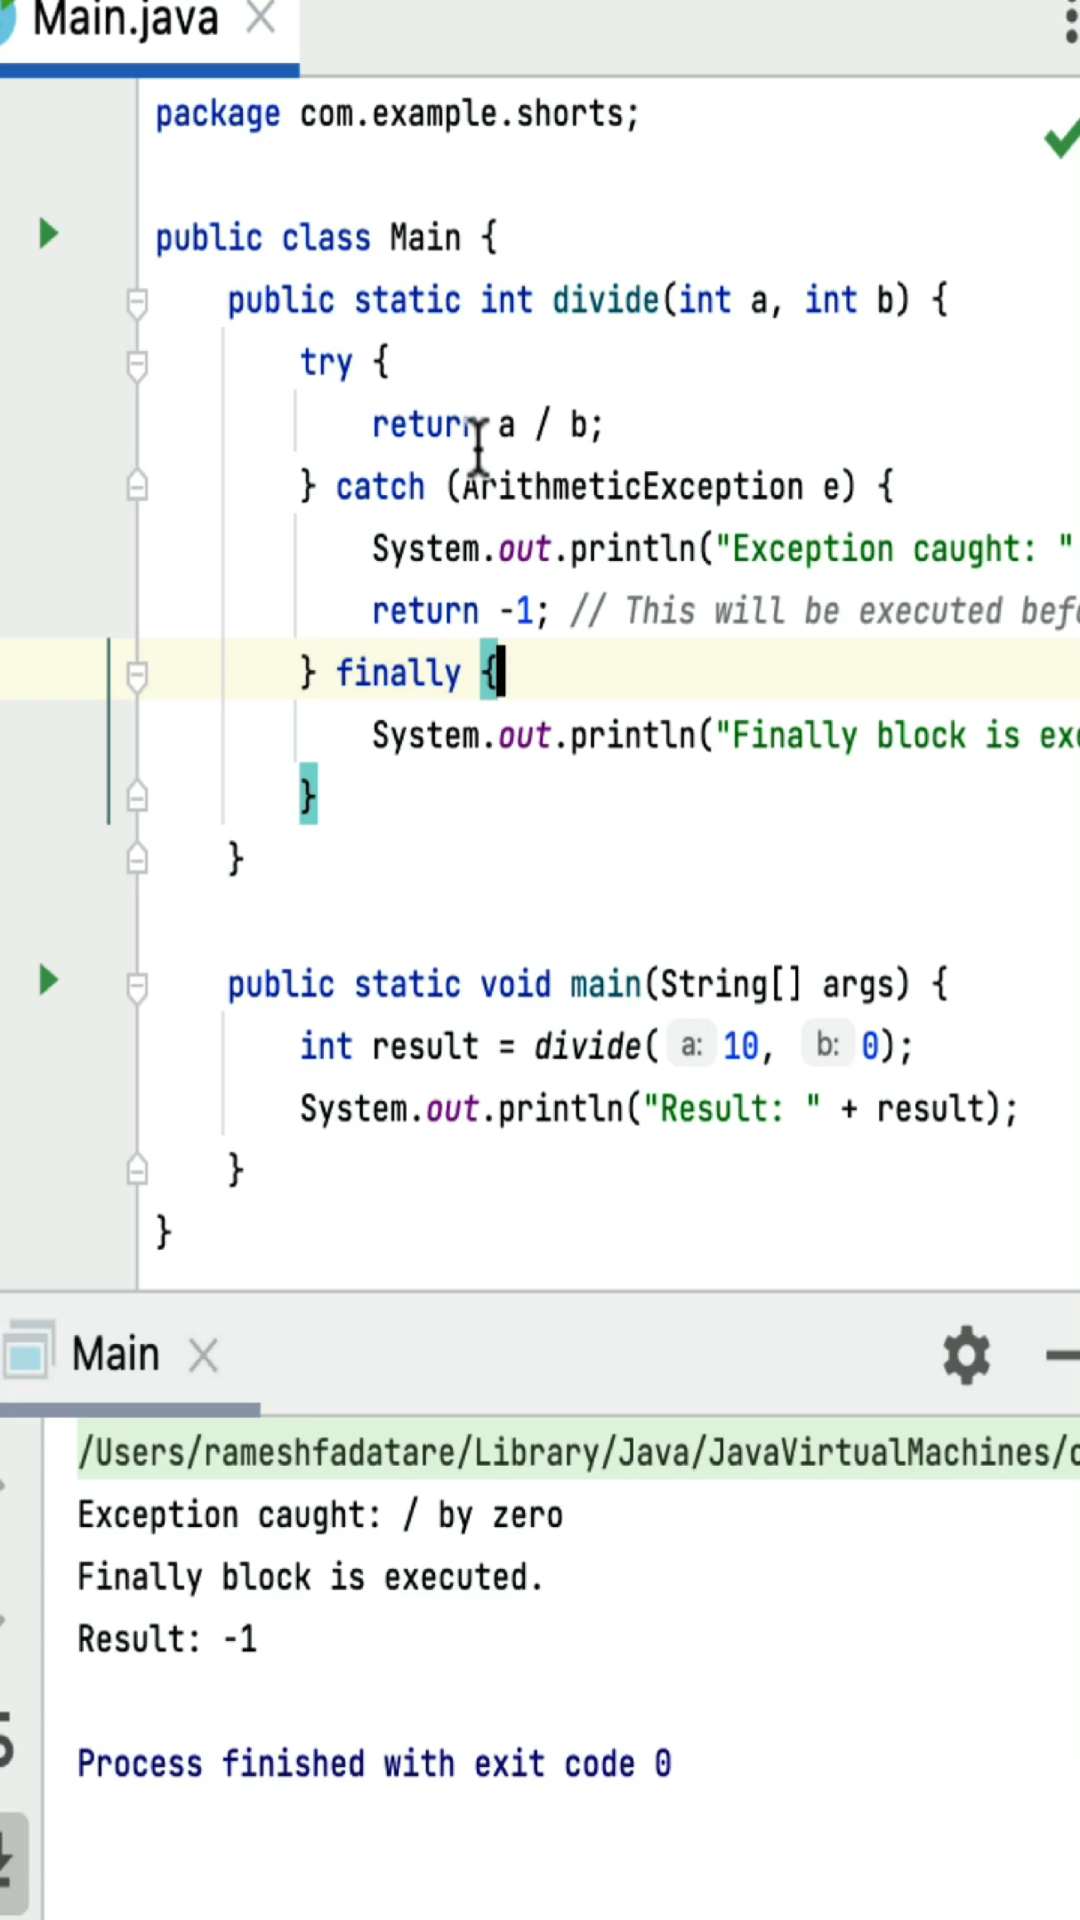 Main.java
package com.example.shorts;
public class Main {
public static int divide(int a, int b) {
try {
return a / b;
} catch (ArithmeticException e) {
System.out.println("Exception caught: "
return -1; // This will be executed befo
} finally {
System.out.println("Finally block is exe
}
}
public static void main(String[] args) {
int result = divide( a: 10, b: 0);
System.out.println("Result: " + result);
}
}
Main
/Users/rameshfadatare/Library/Java/JavaVirtualMachines/c
Exception caught: / by zero
Finally block is executed.
Result: -1
Process finished with exit code 0